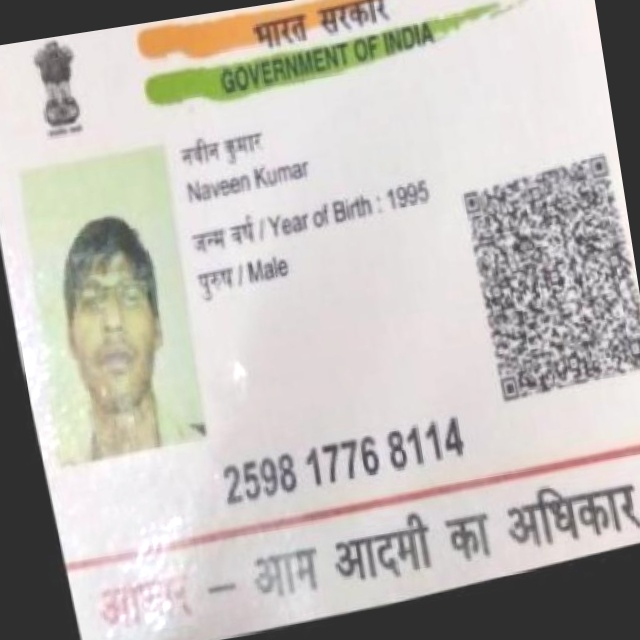 भारत सरकार
GOVERNMENT OF INDIA
नवीन कुमार
Naveen Kumar
जन्म वर्ष / Year of Birth : 1995
पुरुष / Male
2598 1776 8114
आधार – आम आदमी का अधिकार